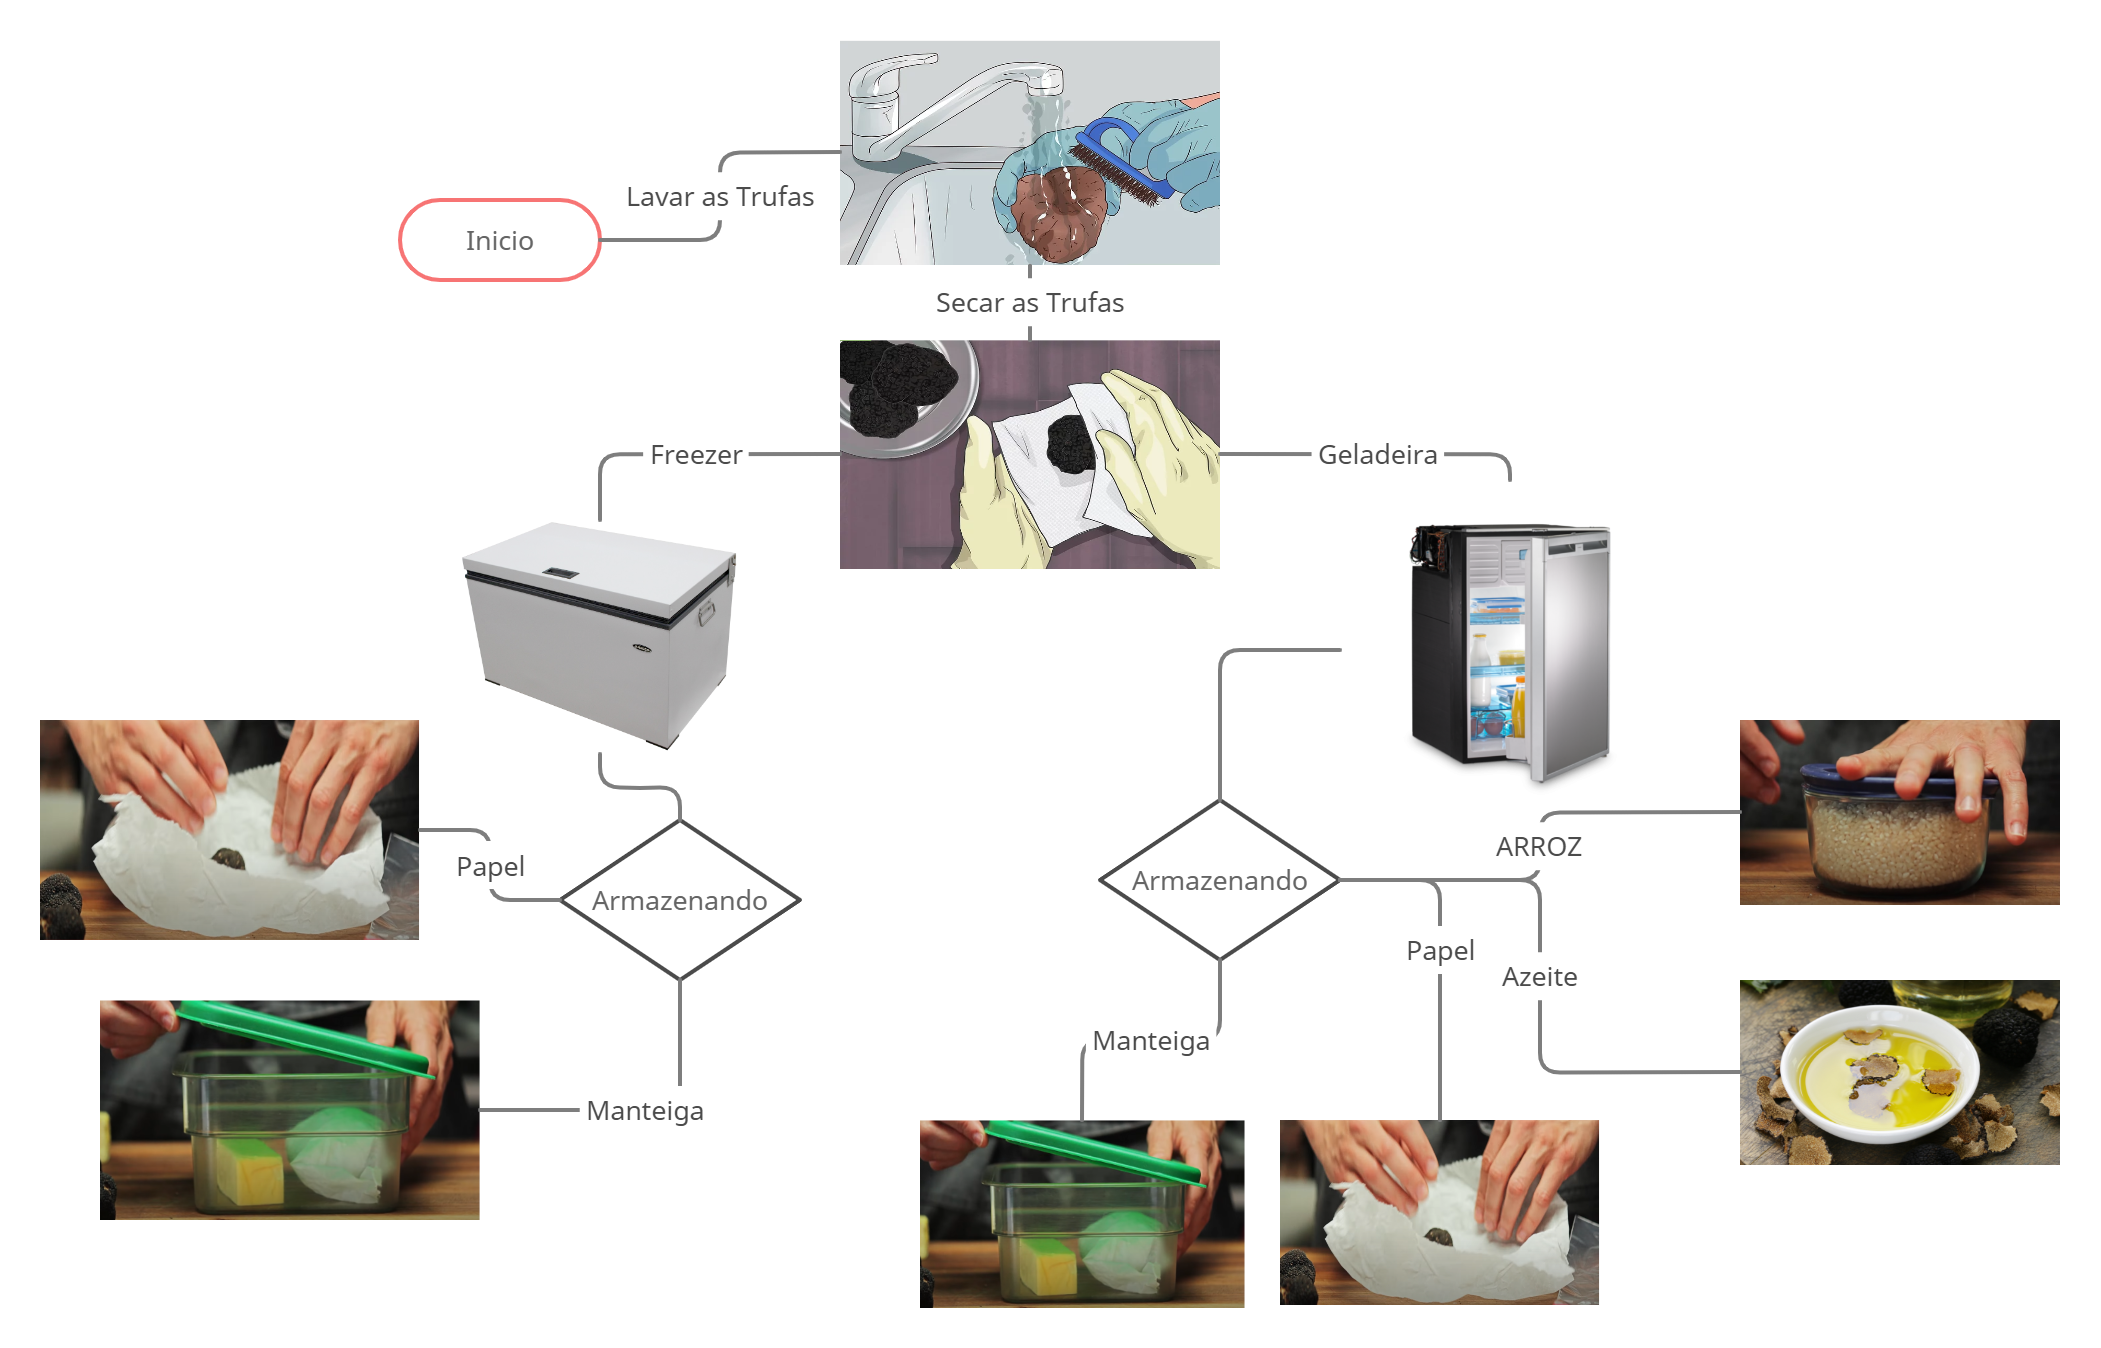 Lavar as Trufas
Inicio
Secar as Trufas
Freezer
Geladeira
Papel
Armazenando
Manteiga
Armazenando
ARROZ
Papel
Azeite
Manteiga